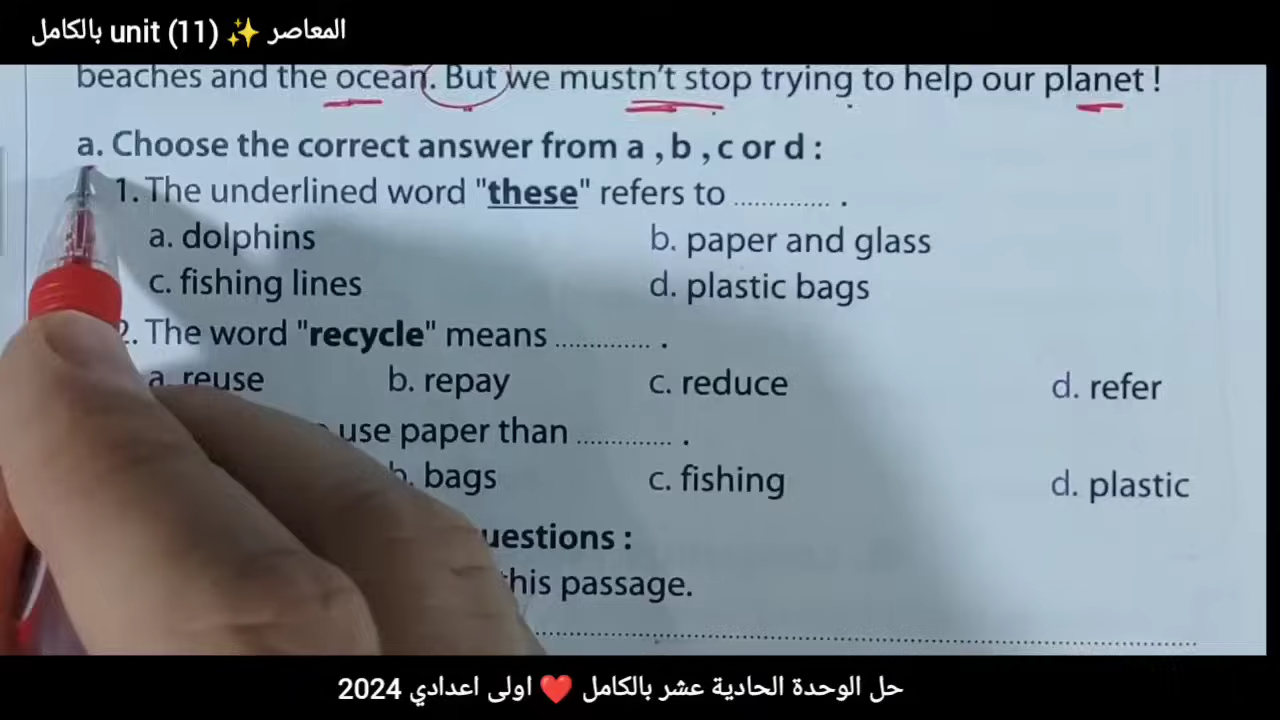 المعاصر ✨ unit (11) بالكامل
beaches and the ocean. But we mustn't stop trying to help our planet !
a. Choose the correct answer from a , b , c or d :
1. The underlined word "these" refers to .............. .
a. dolphins b. paper and glass
c. fishing lines d. plastic bags
2. The word "recycle" means .............. .
a. reuse b. repay c. reduce d. refer
use paper than .............. .
b. bags c. fishing d. plastic
this passage.
حل الوحدة الحادية عشر بالكامل ❤️ اولى اعدادي 2024